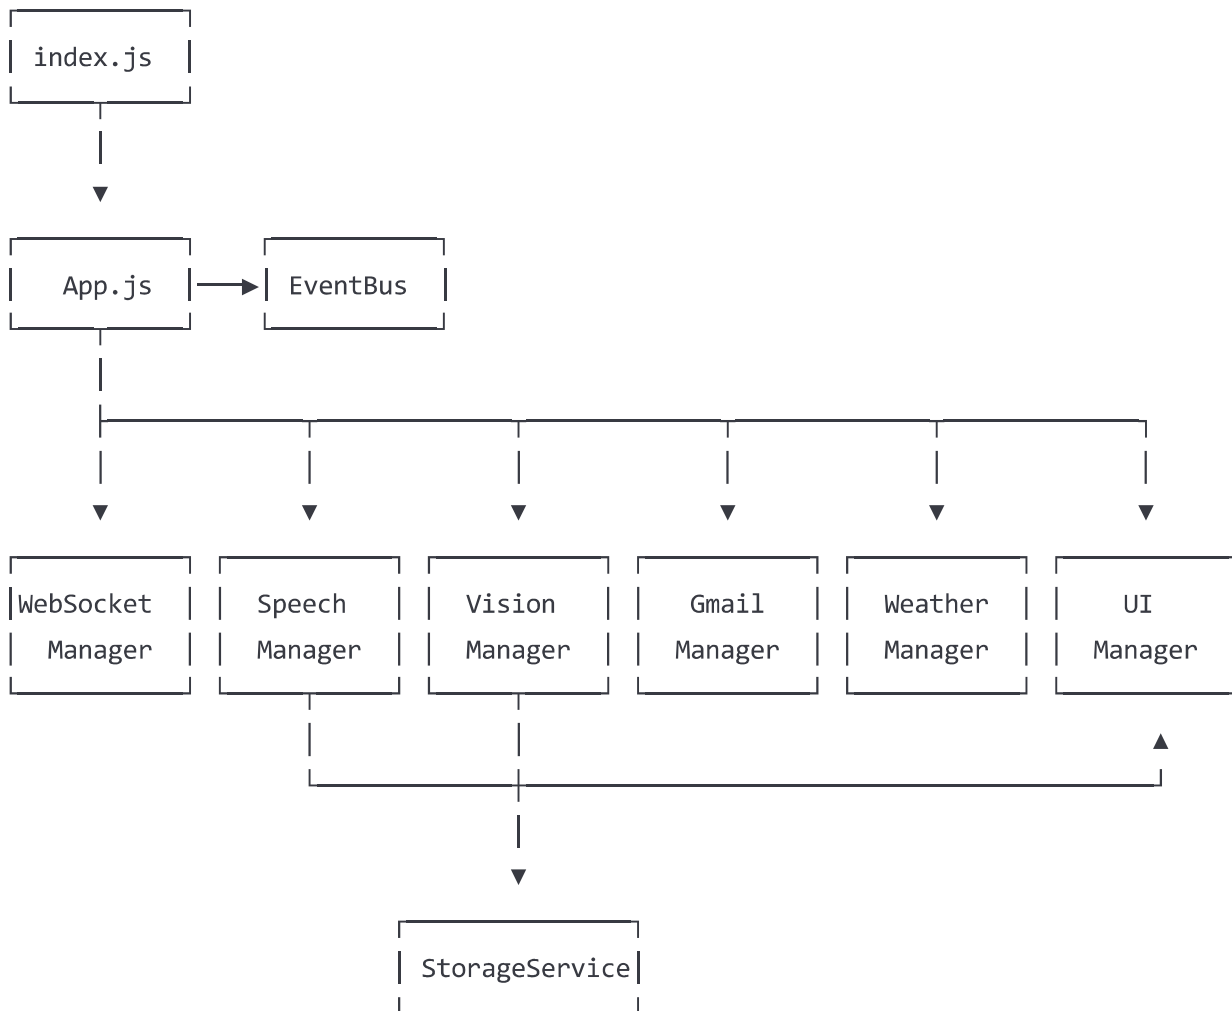 index.js
App.js
EventBus
WebSocket Speech Vision Gmail Weather UI
Manager Manager Manager Manager Manager Manager
StorageService